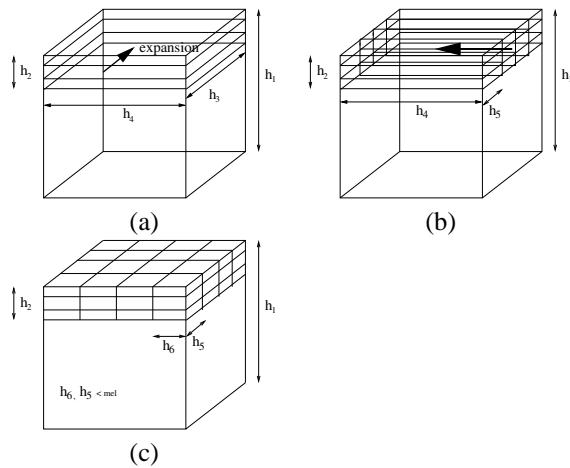 expansion
h2
h1
h3
h4
(a)
h2
h
h4
h5
(b)
h2
h1
h6
h5
h6, h5 < mel
(c)